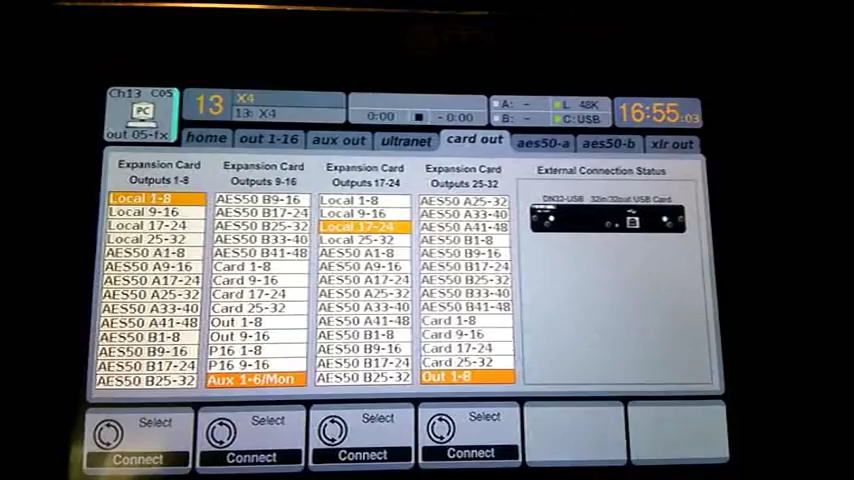 Ch13 C05
PC
out 05-fx
13 X4
13: X4
0:00 -0:00
A: - L 48K
B: - C:USB
16:55:03
home out 1-16 aux out ultranet card out aes50-a aes50-b xlr out
Expansion Card
Outputs 1-8
Local 1-8
Local 9-16
Local 17-24
Local 25-32
AES50 A1-8
AES50 A9-16
AES50 A17-24
AES50 A25-32
AES50 A33-40
AES50 A41-48
AES50 B1-8
AES50 B9-16
AES50 B17-24
AES50 B25-32
Expansion Card
Outputs 9-16
AES50 B9-16
AES50 B17-24
AES50 B25-32
AES50 B33-40
AES50 B41-48
Card 1-8
Card 9-16
Card 17-24
Card 25-32
Out 1-8
Out 9-16
P16 1-8
P16 9-16
Aux 1-6/Mon
Expansion Card
Outputs 17-24
Local 1-8
Local 9-16
Local 17-24
Local 25-32
AES50 A1-8
AES50 A9-16
AES50 A17-24
AES50 A25-32
AES50 A33-40
AES50 A41-48
AES50 B1-8
AES50 B9-16
AES50 B17-24
AES50 B25-32
Expansion Card
Outputs 25-32
AES50 A25-32
AES50 A33-40
AES50 A41-48
AES50 B1-8
AES50 B9-16
AES50 B17-24
AES50 B25-32
AES50 B33-40
AES50 B41-48
Card 1-8
Card 9-16
Card 17-24
Card 25-32
Out 1-8
External Connection Status
DN32-USB 32in/32out USB Card
Select
Connect
Select
Connect
Select
Connect
Select
Connect